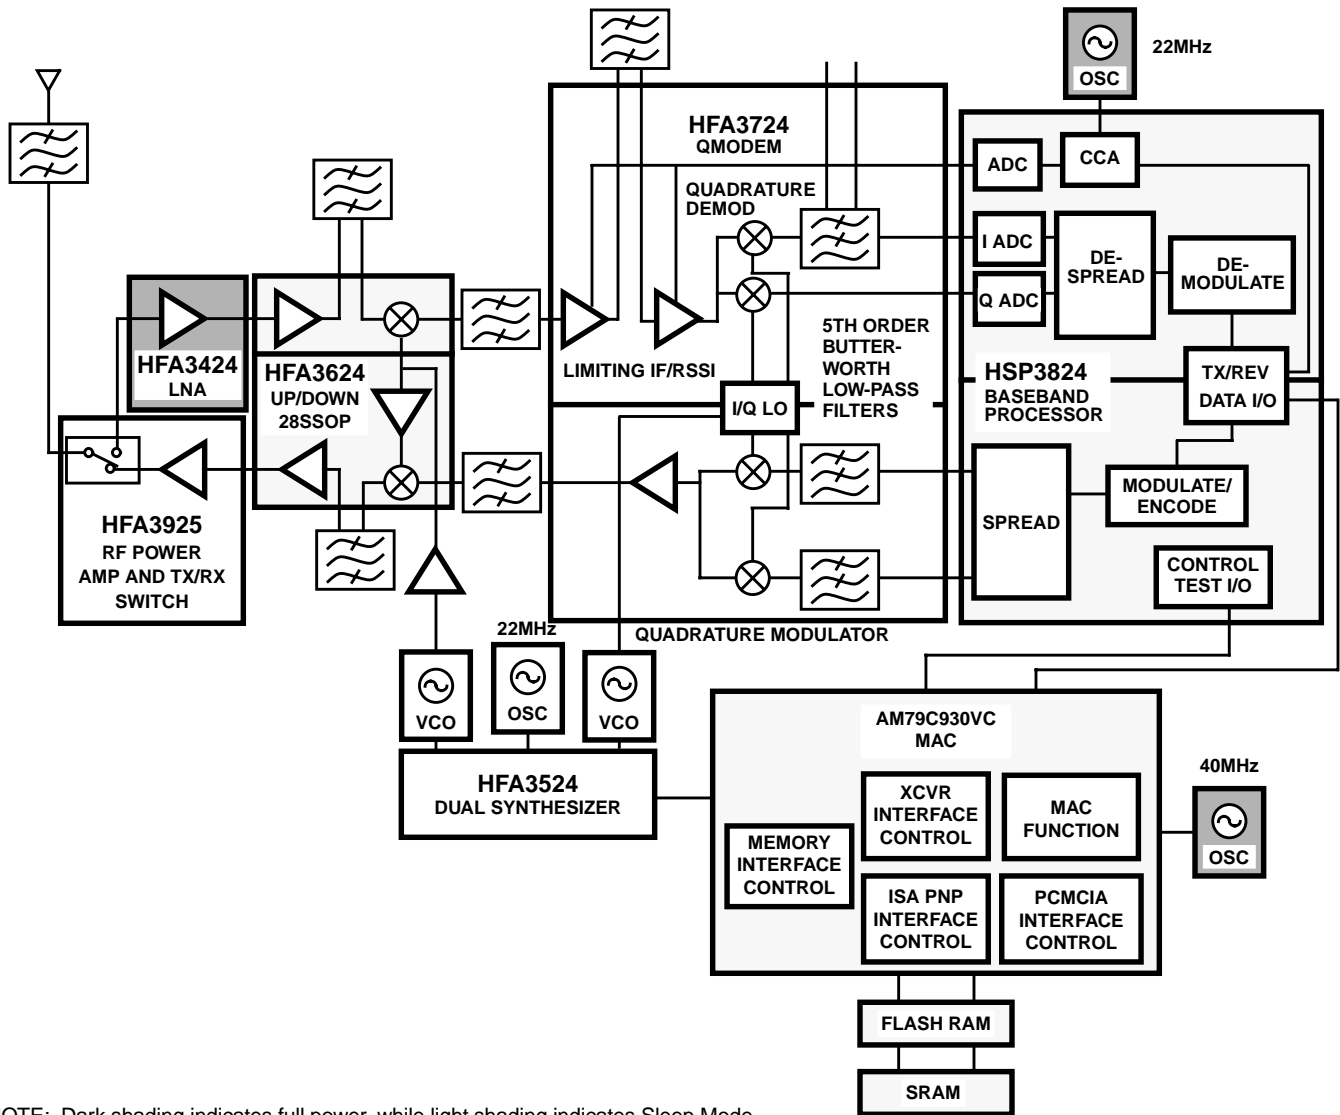 22MHz
OSC
HFA3724
QMODEM
ADC
CCA
QUADRATURE
DEMOD
I ADC
Q ADC
DE-
SPREAD
DE-
MODULATE
HFA3424
LNA
HFA3624
UP/DOWN
28SSOP
LIMITING IF/RSSI
5TH ORDER
BUTTER-
WORTH
LOW-PASS
FILTERS
I/Q LO
HSP3824
BASEBAND
PROCESSOR
TX/REV
DATA I/O
HFA3925
RF POWER
AMP AND TX/RX
SWITCH
SPREAD
MODULATE/
ENCODE
CONTROL
TEST I/O
QUADRATURE MODULATOR
22MHz
VCO
OSC
VCO
HFA3524
DUAL SYNTHESIZER
AM79C930VC
MAC
40MHz
OSC
MEMORY
INTERFACE
CONTROL
XCVR
INTERFACE
CONTROL
MAC
FUNCTION
ISA PNP
INTERFACE
CONTROL
PCMCIA
INTERFACE
CONTROL
FLASH RAM
SRAM
OTE: Dark shading indicates full power, while light shading indicates Sleep Mode